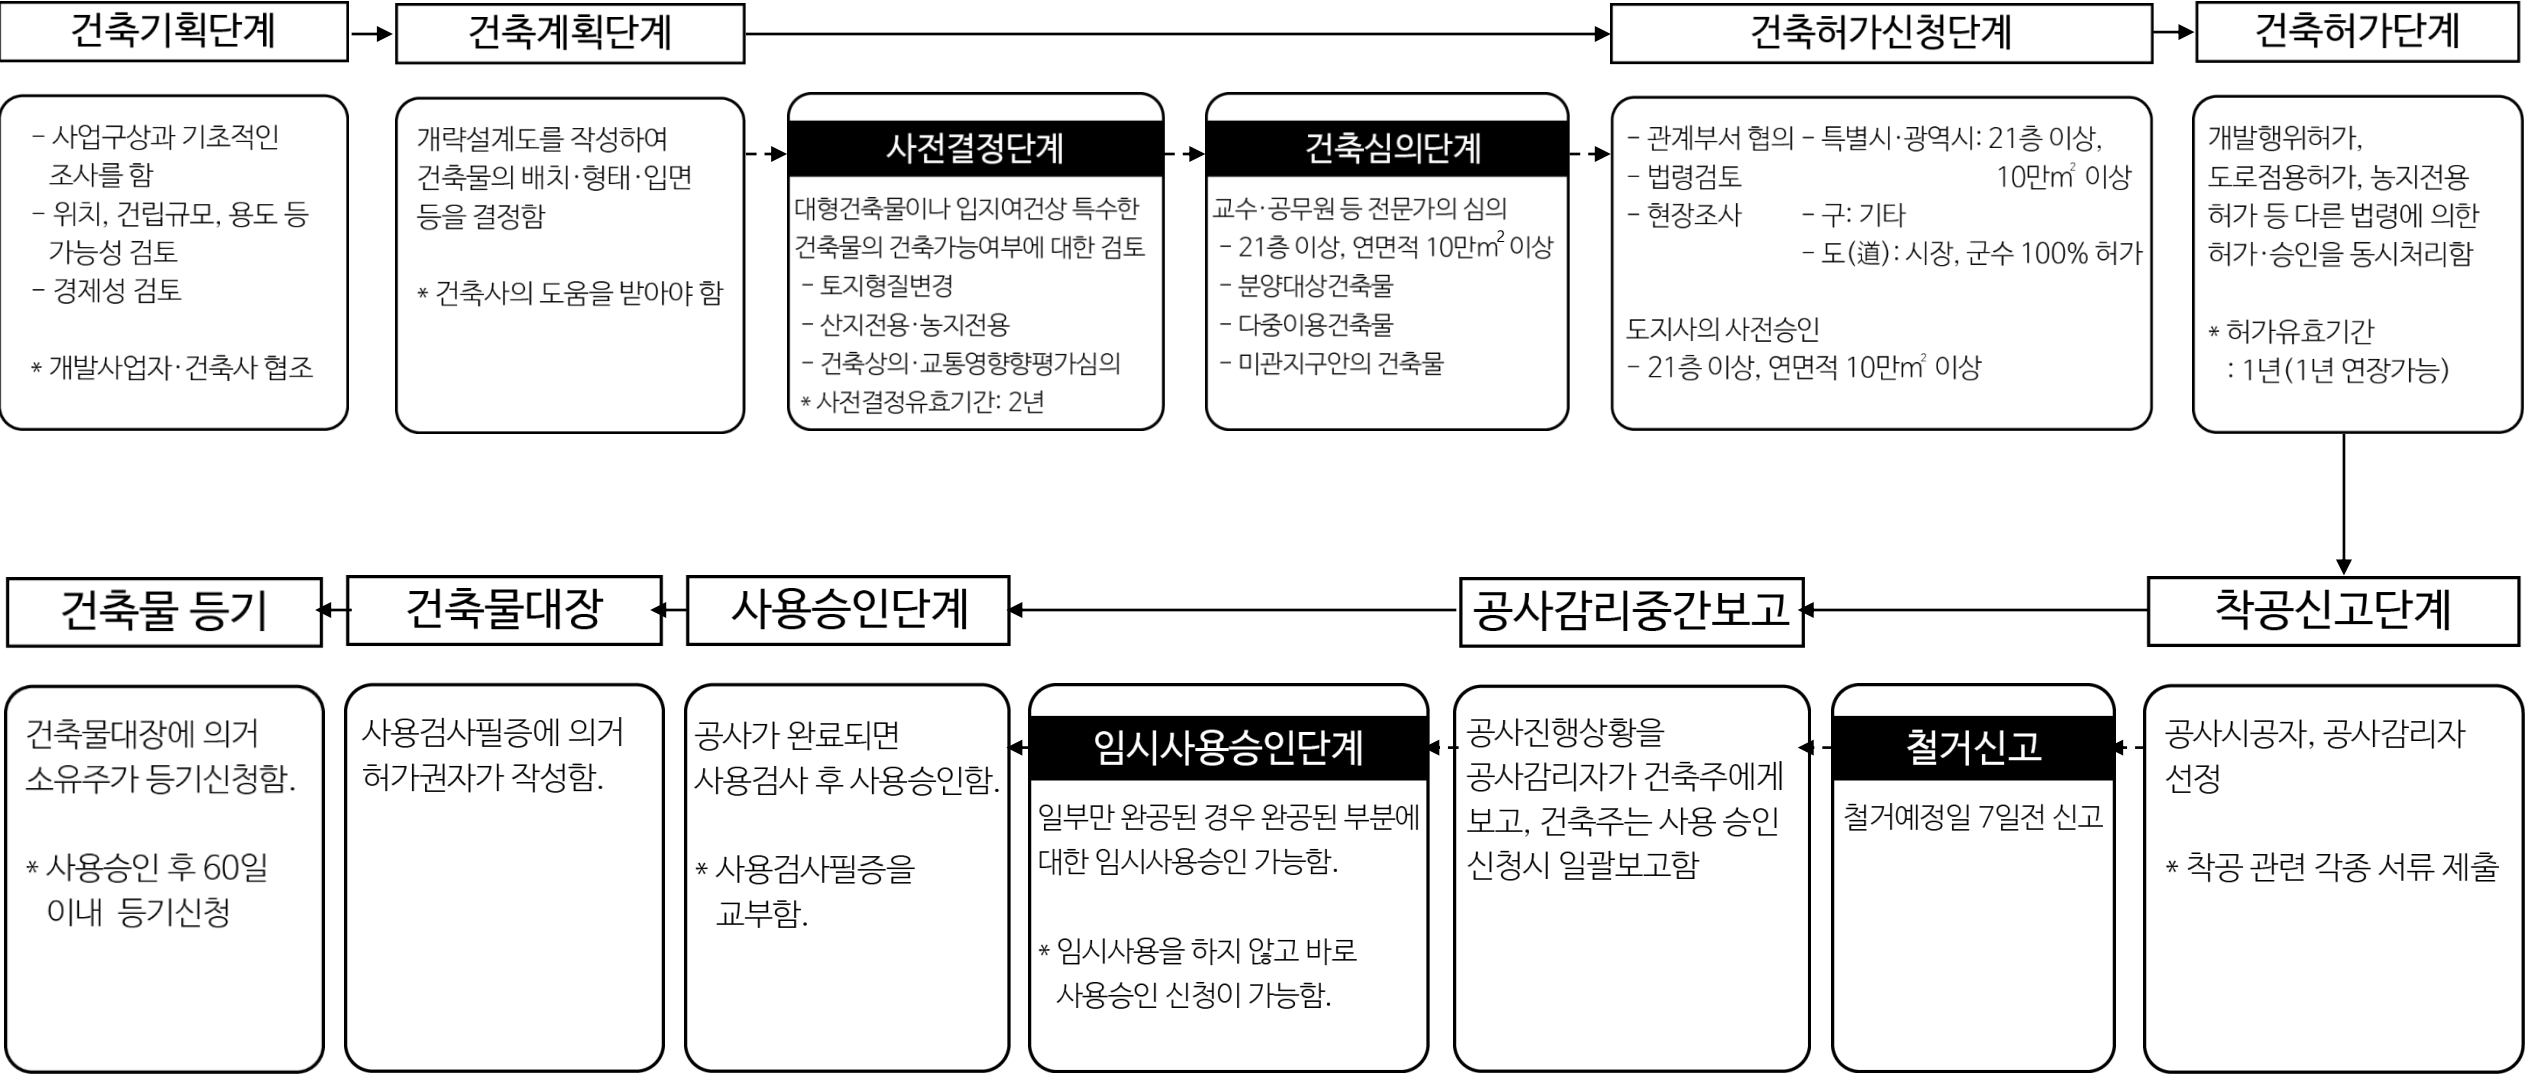 건축기획단계
- 사업구상과 기초적인
조사를 함
- 위치, 건립규모, 용도 등
가능성 검토
- 경제성 검토
* 개발사업자·건축사 협조
건축계획단계
개략설계도를 작성하여
건축물의 배치·형태·입면
등을 결정함
* 건축사의 도움을 받아야 함
사전결정단계
대형건축물이나 입지여건상 특수한
건축물의 건축가능여부에 대한 검토
- 토지형질변경
- 산지전용·농지전용
- 건축상의·교통영향향평가심의
* 사전결정유효기간: 2년
건축심의단계
교수·공무원 등 전문가의 심의
- 21층 이상, 연면적 10만m² 이상
- 분양대상건축물
- 다중이용건축물
- 미관지구안의 건축물
건축허가신청단계
- 관계부서 협의 - 특별시·광역시: 21층 이상,
- 법령검토 10만m² 이상
- 현장조사 - 구: 기타
- 도(道): 시장, 군수 100% 허가
도지사의 사전승인
- 21층 이상, 연면적 10만m² 이상
건축허가단계
개발행위허가,
도로점용허가, 농지전용
허가 등 다른 법령에 의한
허가·승인을 동시처리함
* 허가유효기간
: 1년(1년 연장가능)
착공신고단계
공사시공자, 공사감리자
선정
* 착공 관련 각종 서류 제출
철거신고
철거예정일 7일전 신고
공사감리중간보고
공사진행상황을
공사감리자가 건축주에게
보고, 건축주는 사용 승인
신청시 일괄보고함
임시사용승인단계
일부만 완공된 경우 완공된 부분에
대한 임시사용승인 가능함.
* 임시사용을 하지 않고 바로
사용승인 신청이 가능함.
사용승인단계
공사가 완료되면
사용검사 후 사용승인함.
* 사용검사필증을
교부함.
건축물대장
사용검사필증에 의거
허가권자가 작성함.
건축물 등기
건축물대장에 의거
소유주가 등기신청함.
* 사용승인 후 60일
이내 등기신청